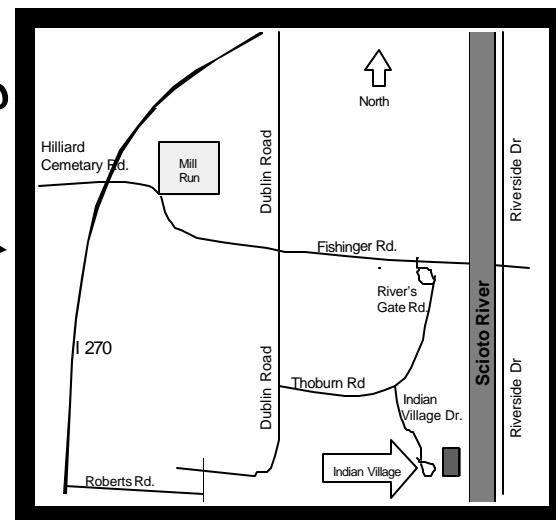 North
Hilliard
Cemetary Rd.
Mill
Run
Dublin Road
Riverside Dr
Fishinger Rd.
River's
Gate Rd.
Scioto River
I 270
Dublin Road
Thoburn Rd
Indian
Village Dr.
Riverside Dr
Indian Village
Roberts Rd.